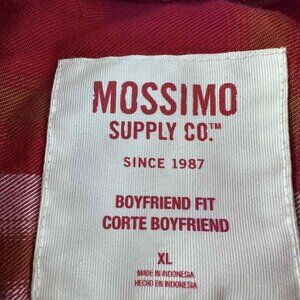 MOSSIMO
SUPPLY CO.™
SINCE 1987
BOYFRIEND FIT
CORTE BOYFRIEND
XL
MADE IN INDONESIA
HECHO EN INDONESIA